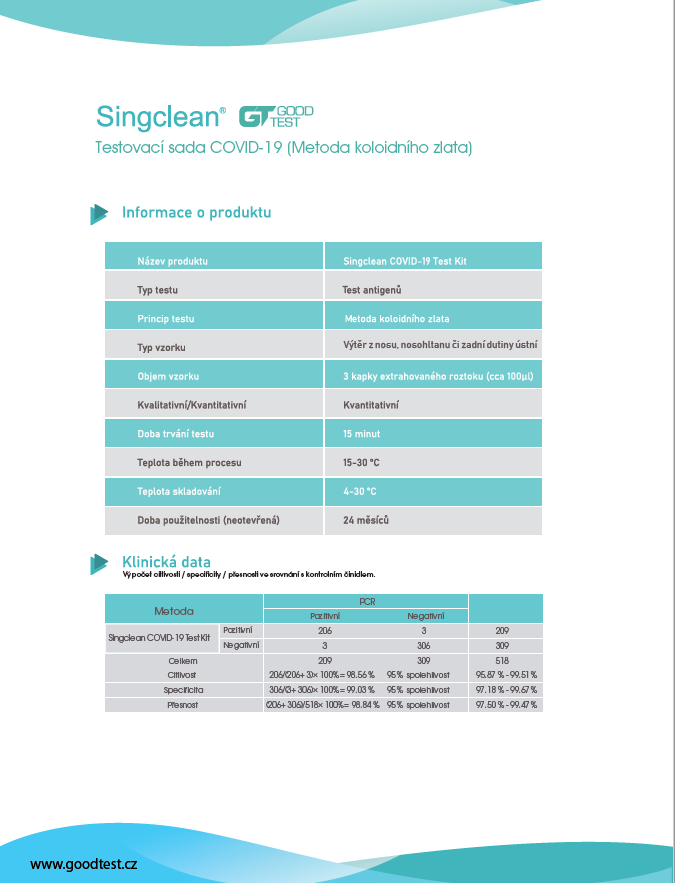 Singclean® GT GOOD TEST
Testovací sada COVID-19 (Metoda koloidního zlata)
Informace o produktu
Název produktu Singclean COVID-19 Test Kit
Typ testu Test antigenů
Princip testu Metoda koloidního zlata
Typ vzorku Výtěr z nosu, nosohltanu či zadní dutiny ústní
Objem vzorku 3 kapky extrahovaného roztoku (cca 100µl)
Kvalitativní/Kvantitativní Kvantitativní
Doba trvání testu 15 minut
Teplota během procesu 15-30 °C
Teplota skladování 4-30 °C
Doba použitelnosti (neotevřená) 24 měsíců
Klinická data
Výpočet citlivosti / specificity / přesnosti ve srovnání s kontrolním činidlem.
Metoda PCR
Pozitivní Negativní
Singclean COVID-19 Test Kit Pozitivní 206 3 209
Negativní 3 306 309
Celkem 209 309 518
Citlivost 206/(206+3)× 100%= 98.56 % 95% spolehlivost 95.87 % - 99.51 %
Specificita 306/(3+306)× 100%= 99.03 % 95% spolehlivost 97.18 % - 99.67 %
Přesnost (206+306)/518× 100%= 98.84 % 95% spolehlivost 97.50 % - 99.47 %
www.goodtest.cz